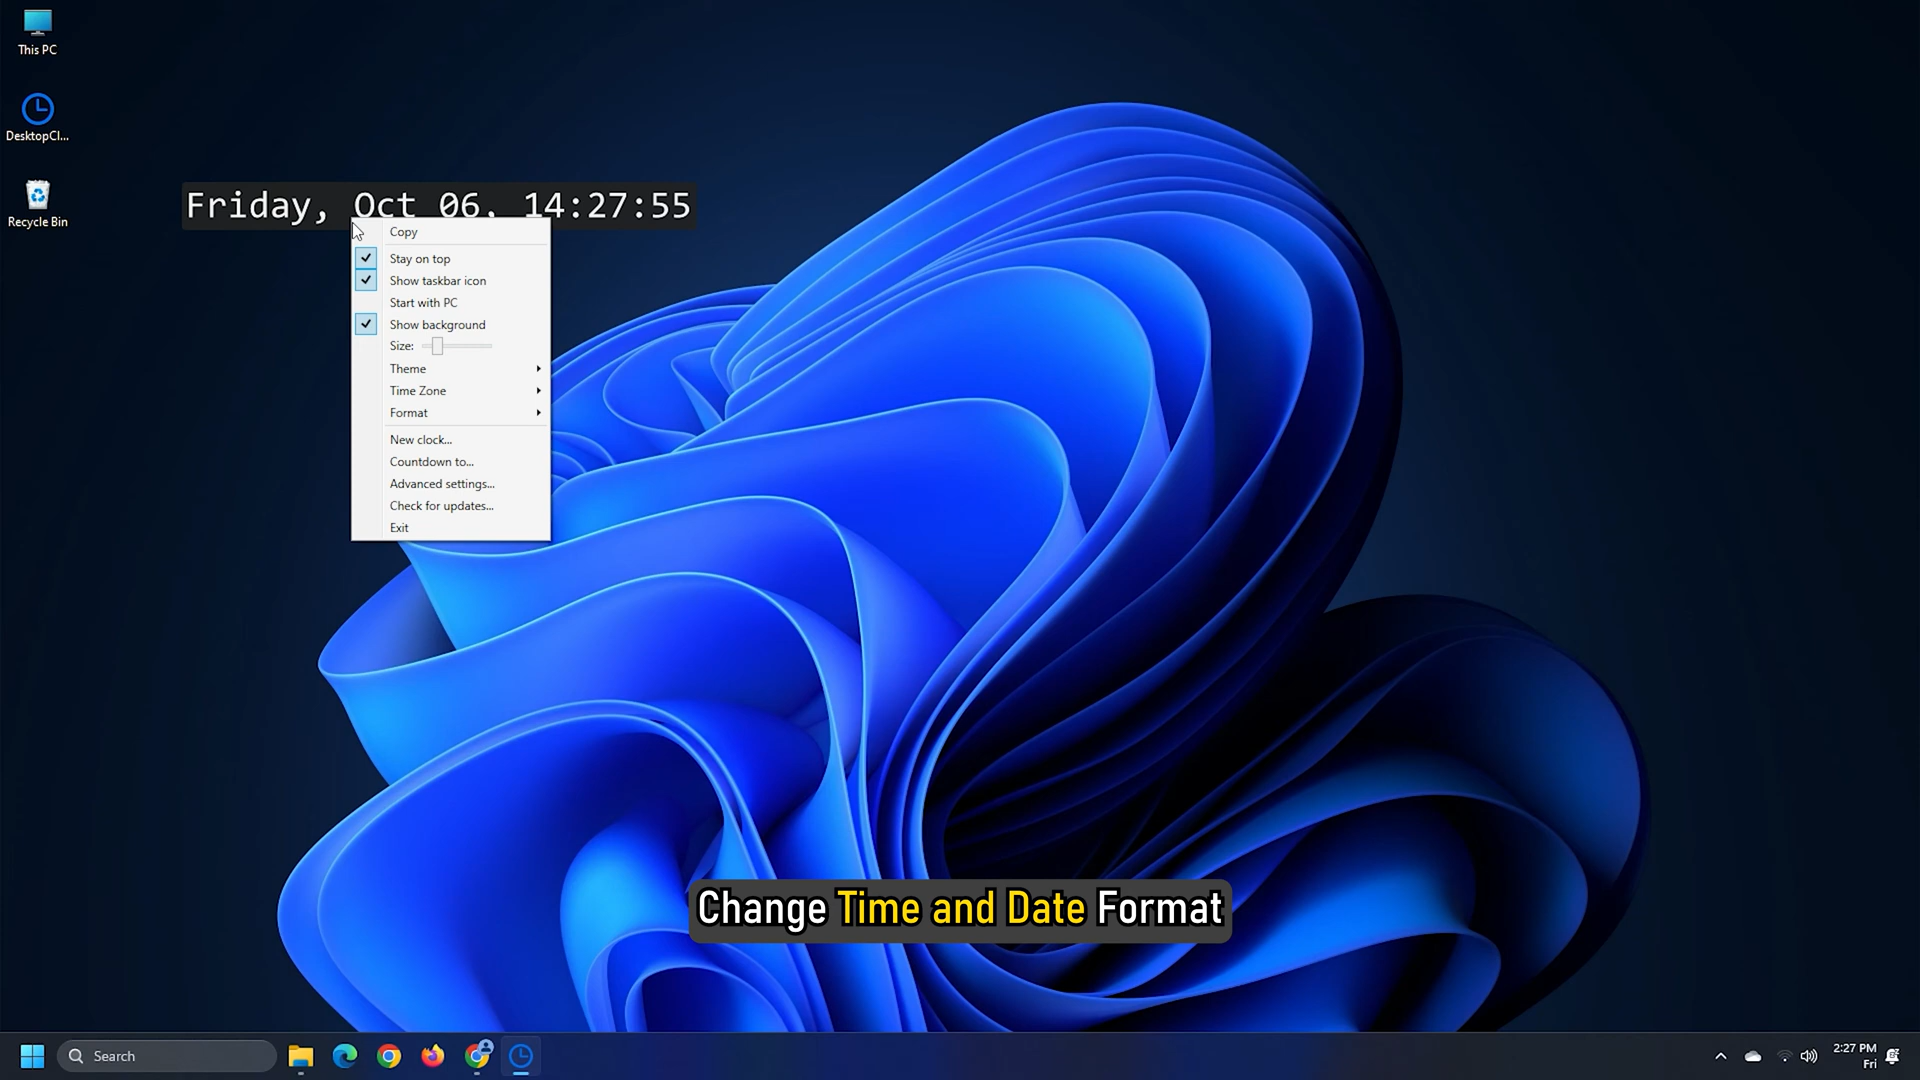 This PC
DesktopCl...
Recycle Bin
Friday, Oct 06, 14:27:55
Copy
Stay on top
Show taskbar icon
Start with PC
Show background
Size:
Theme
Time Zone
Format
New clock...
Countdown to...
Advanced settings...
Check for updates...
Exit
Change Time and Date Format
Search
2:27 PM
Fri